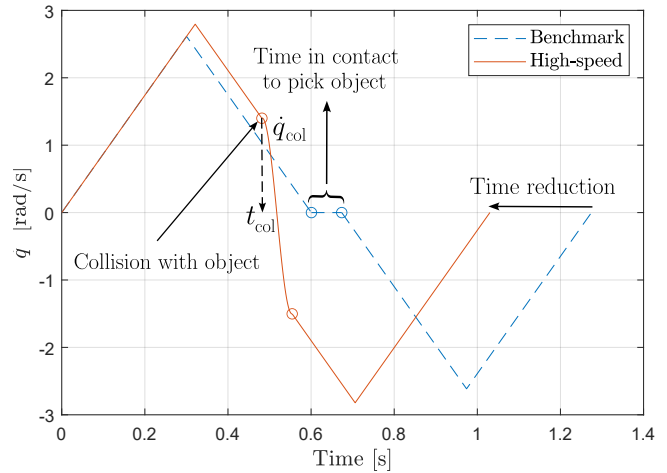 3
2
1
0
-1
-2
-3
q̇ [rad/s]
Time in contact
to pick object
Benchmark
High-speed
q̇col
tcol
Time reduction
Collision with object
0
0.2
0.4
0.6
0.8
1
1.2
1.4
Time [s]